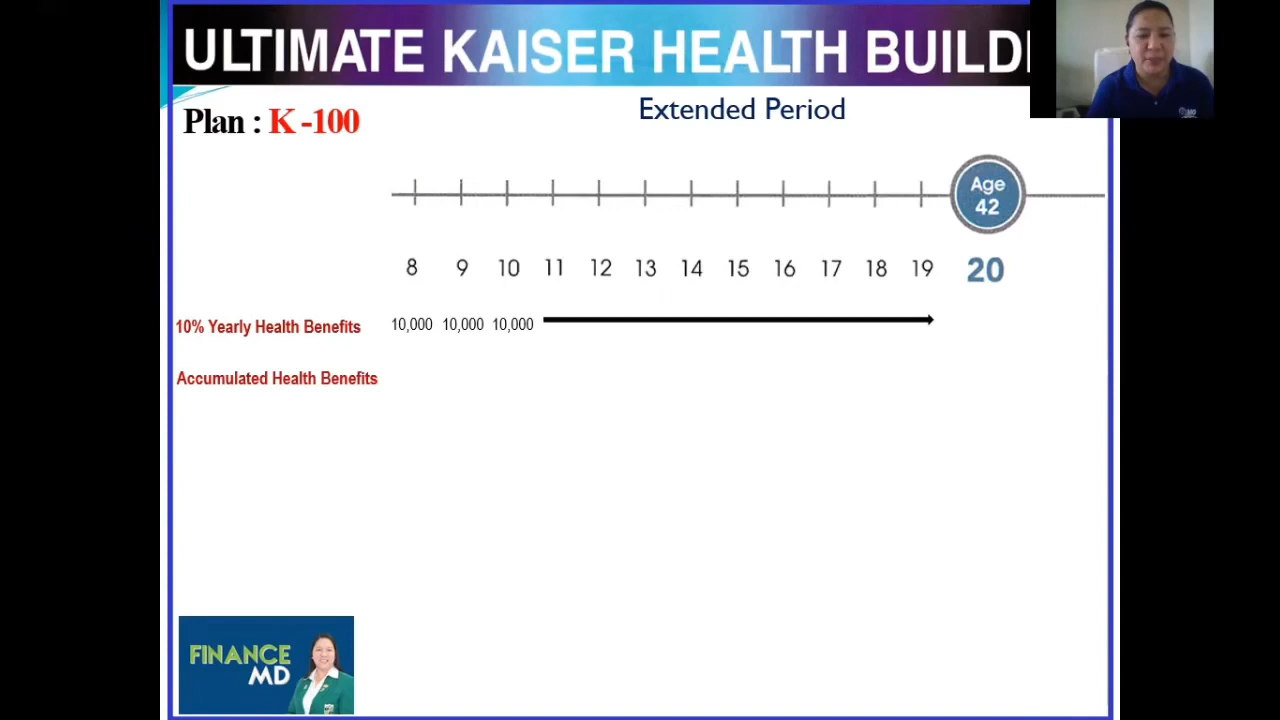 ULTIMATE KAISER HEALTH BUILD
Plan : K -100
Extended Period
Age
42
8 9 10 11 12 13 14 15 16 17 18 19 20
10% Yearly Health Benefits 10,000 10,000 10,000
Accumulated Health Benefits
FINANCE
MD